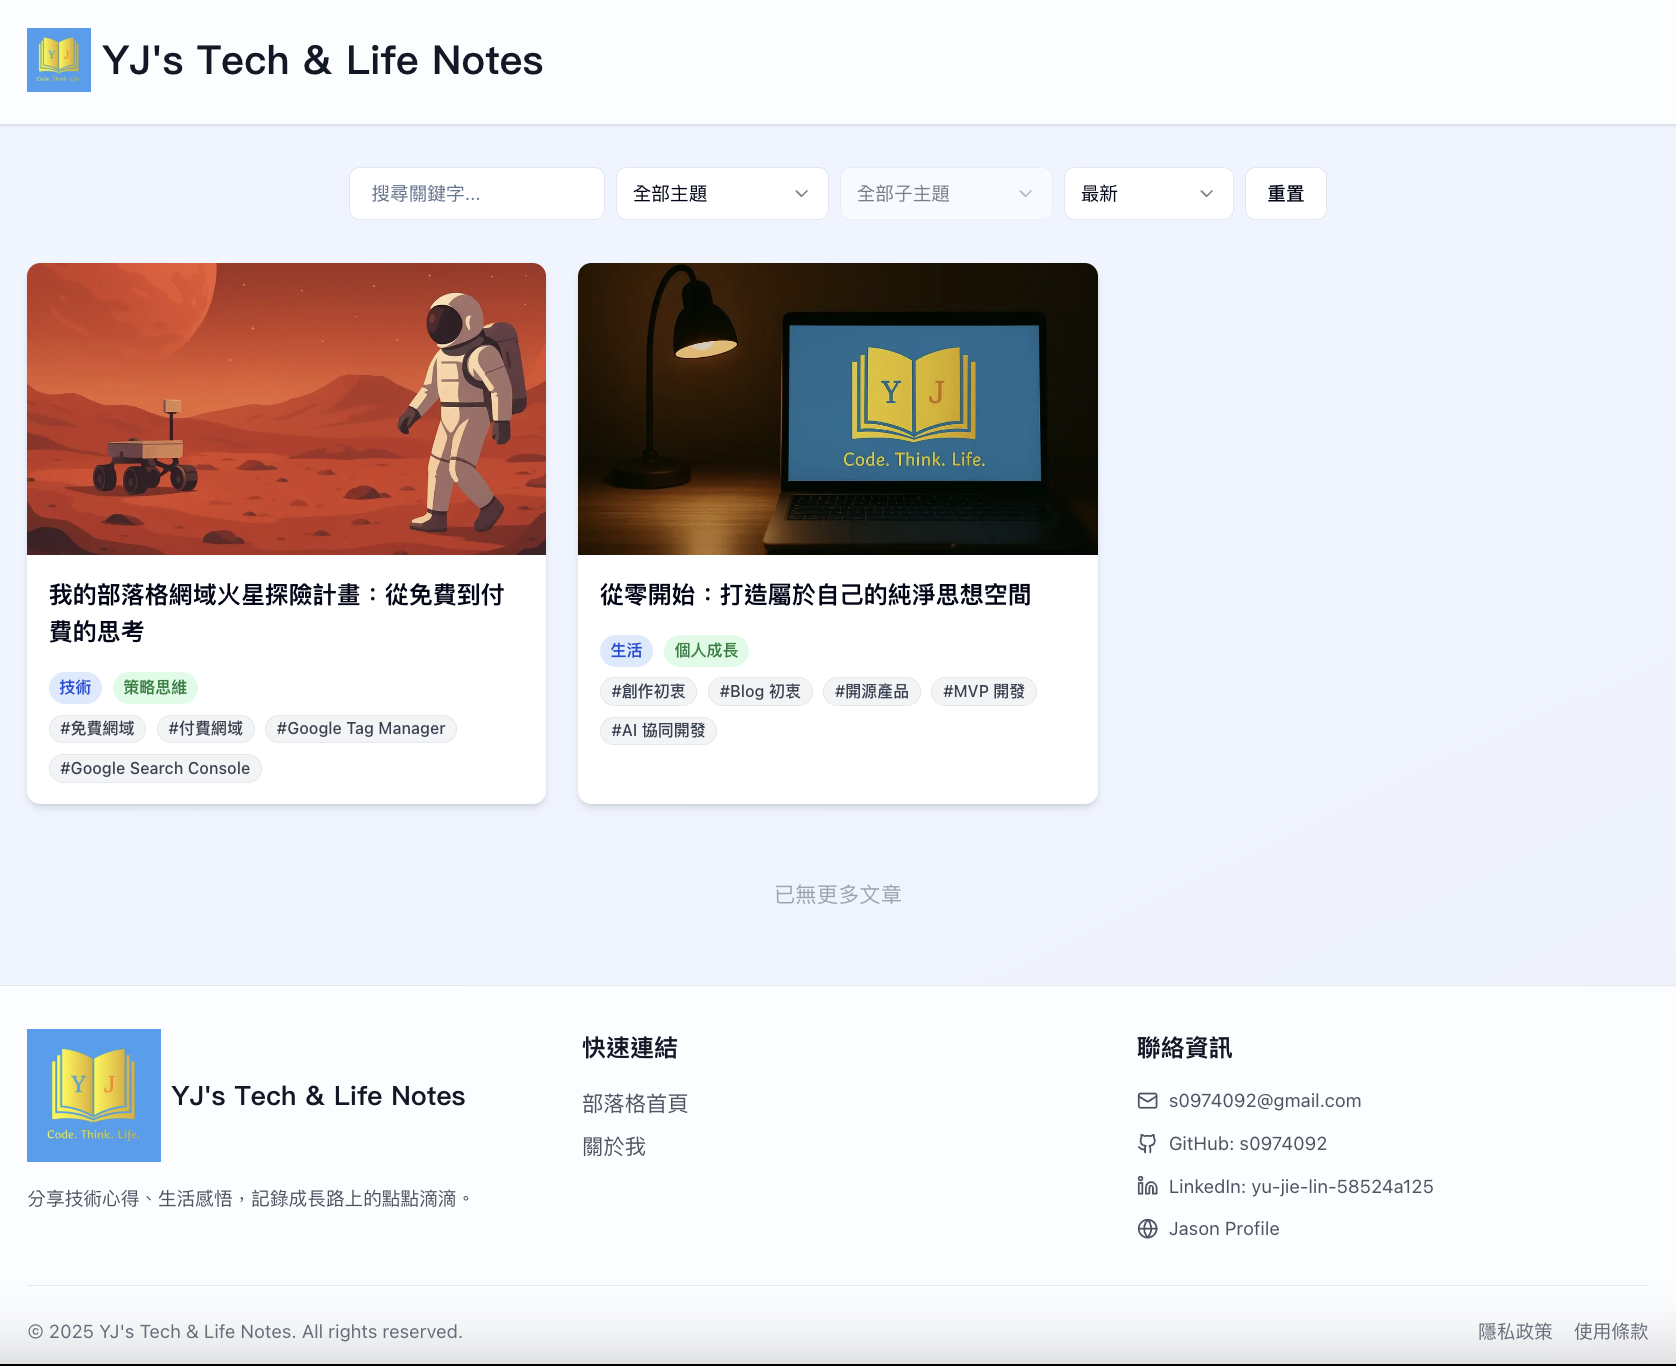 Y J
Code. Think. Life.
YJ's Tech & Life Notes
搜尋關鍵字...
全部主題
全部子主題
最新
重置
Y J
Code. Think. Life.
我的部落格網域火星探險計畫：從免費到付
費的思考
技術 策略思維
#免費網域 #付費網域 #Google Tag Manager
#Google Search Console
從零開始：打造屬於自己的純淨思想空間
生活 個人成長
#創作初衷 #Blog 初衷 #開源產品 #MVP 開發
#AI 協同開發
已無更多文章
Y J
Code. Think. Life.
YJ's Tech & Life Notes
分享技術心得、生活感悟，記錄成長路上的點點滴滴。
快速連結
部落格首頁
關於我
聯絡資訊
s0974092@gmail.com
GitHub: s0974092
LinkedIn: yu-jie-lin-58524a125
Jason Profile
© 2025 YJ's Tech & Life Notes. All rights reserved.
隱私政策 使用條款